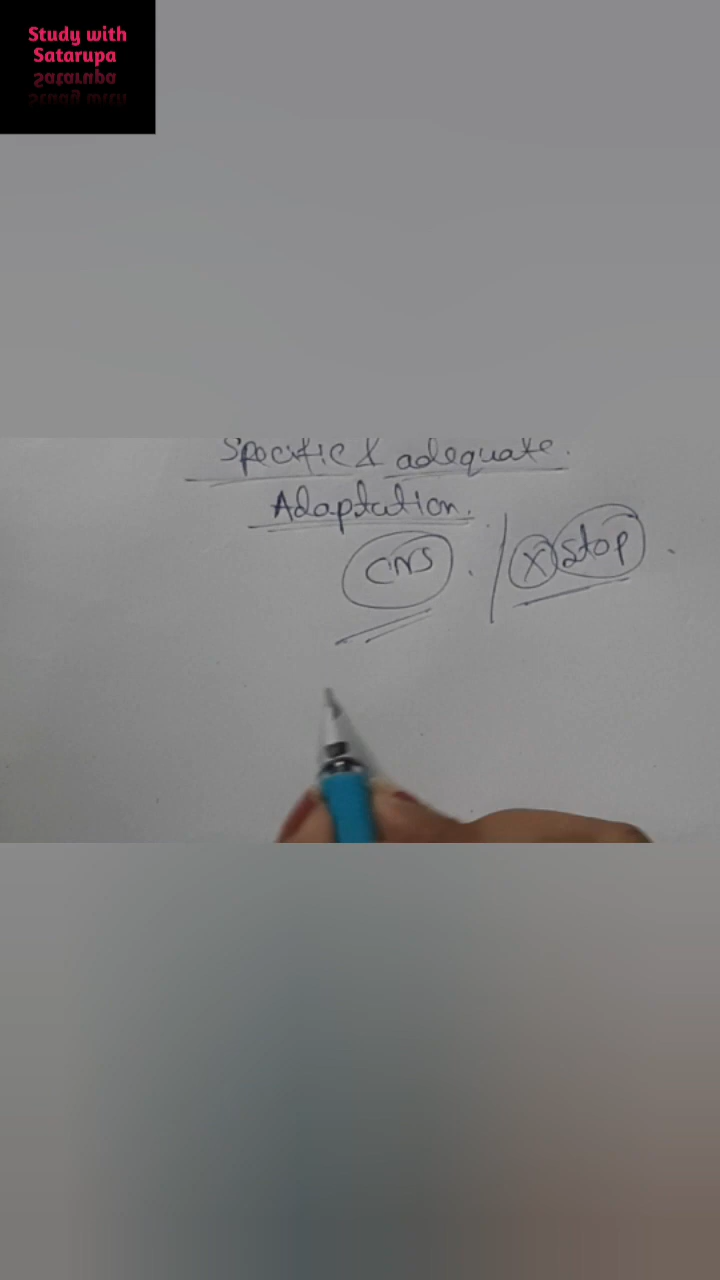 Study with
Satarupa
Specific & adequate.
Adaptation.
CNS . / X Stop .